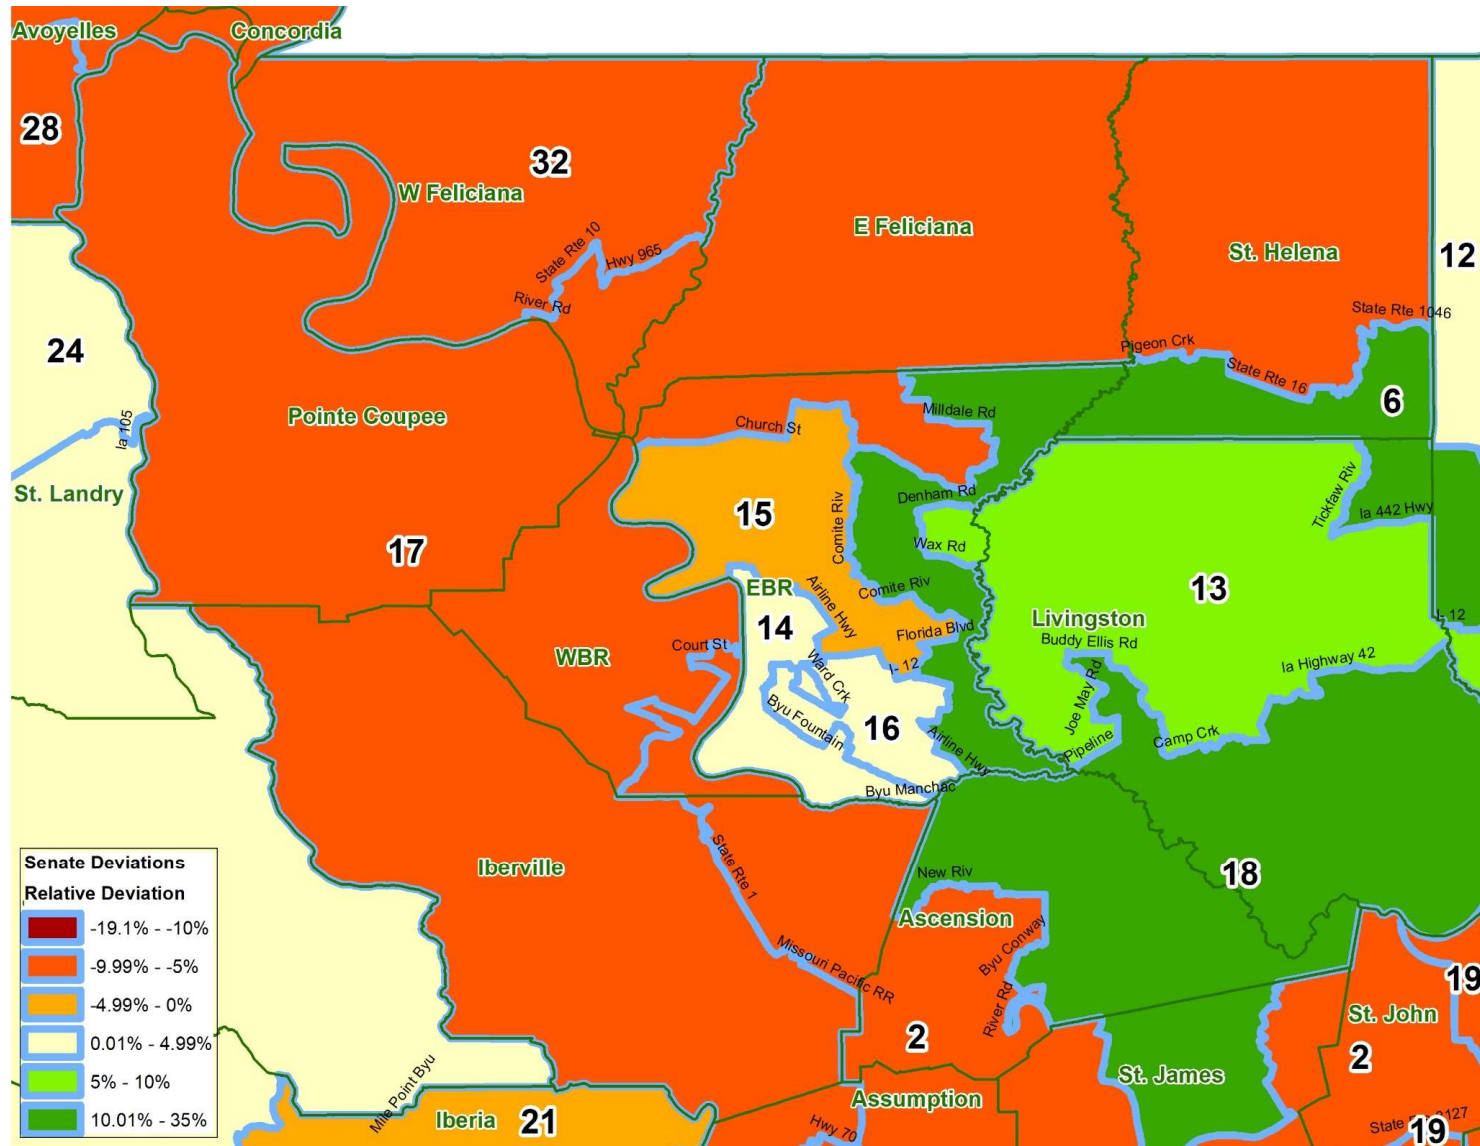 Avoyelles
Concordia
28
32
W Feliciana
E Feliciana
St. Helena
12
State Rte 10
Hwy 965
River Rd
State Rte 1046
Pigeon Crk
State Rte 16
24
6
la 105
Pointe Coupee
Church St
Milldale Rd
St. Landry
Denham Rd
Tickfaw Riv
la 442 Hwy
15
Comite Riv
Wax Rd
17
13
EBR
Airline Hwy
Comite Riv
14
Florida Blvd
Livingston
I- 12
Buddy Ellis Rd
Court St
WBR
Ward Crk
I- 12
la Highway 42
Joe May Rd
Byu Fountain
16
Airline Hwy
Pipeline
Camp Crk
Byu Manchac
State Rte 1
Iberville
New Riv
18
Ascension
Byu Conway
Missouri Pacific RR
River Rd
19
St. John
2
2
St. James
Mile Point Byu
Iberia
21
Assumption
Hwy 70
19
Senate Deviations
Relative Deviation
-19.1% - -10%
-9.99% - -5%
-4.99% - 0%
0.01% - 4.99%
5% - 10%
10.01% - 35%